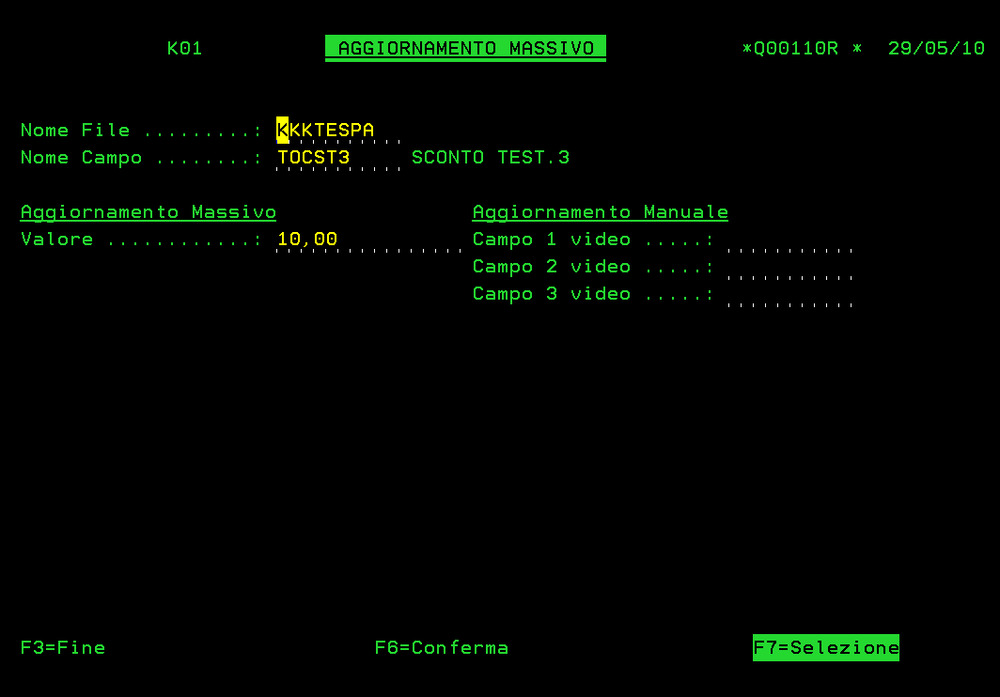 K01 AGGIORNAMENTO MASSIVO *Q00110R * 29/05/10
Nome File .........: KKKTESPA
Nome Campo ........: TOCST3 SCONTO TEST.3
Aggiornamento Massivo Aggiornamento Manuale
Valore ............: 10,00 Campo 1 video .....:
Campo 2 video .....:
Campo 3 video .....:
F3=Fine F6=Conferma F7=Selezione